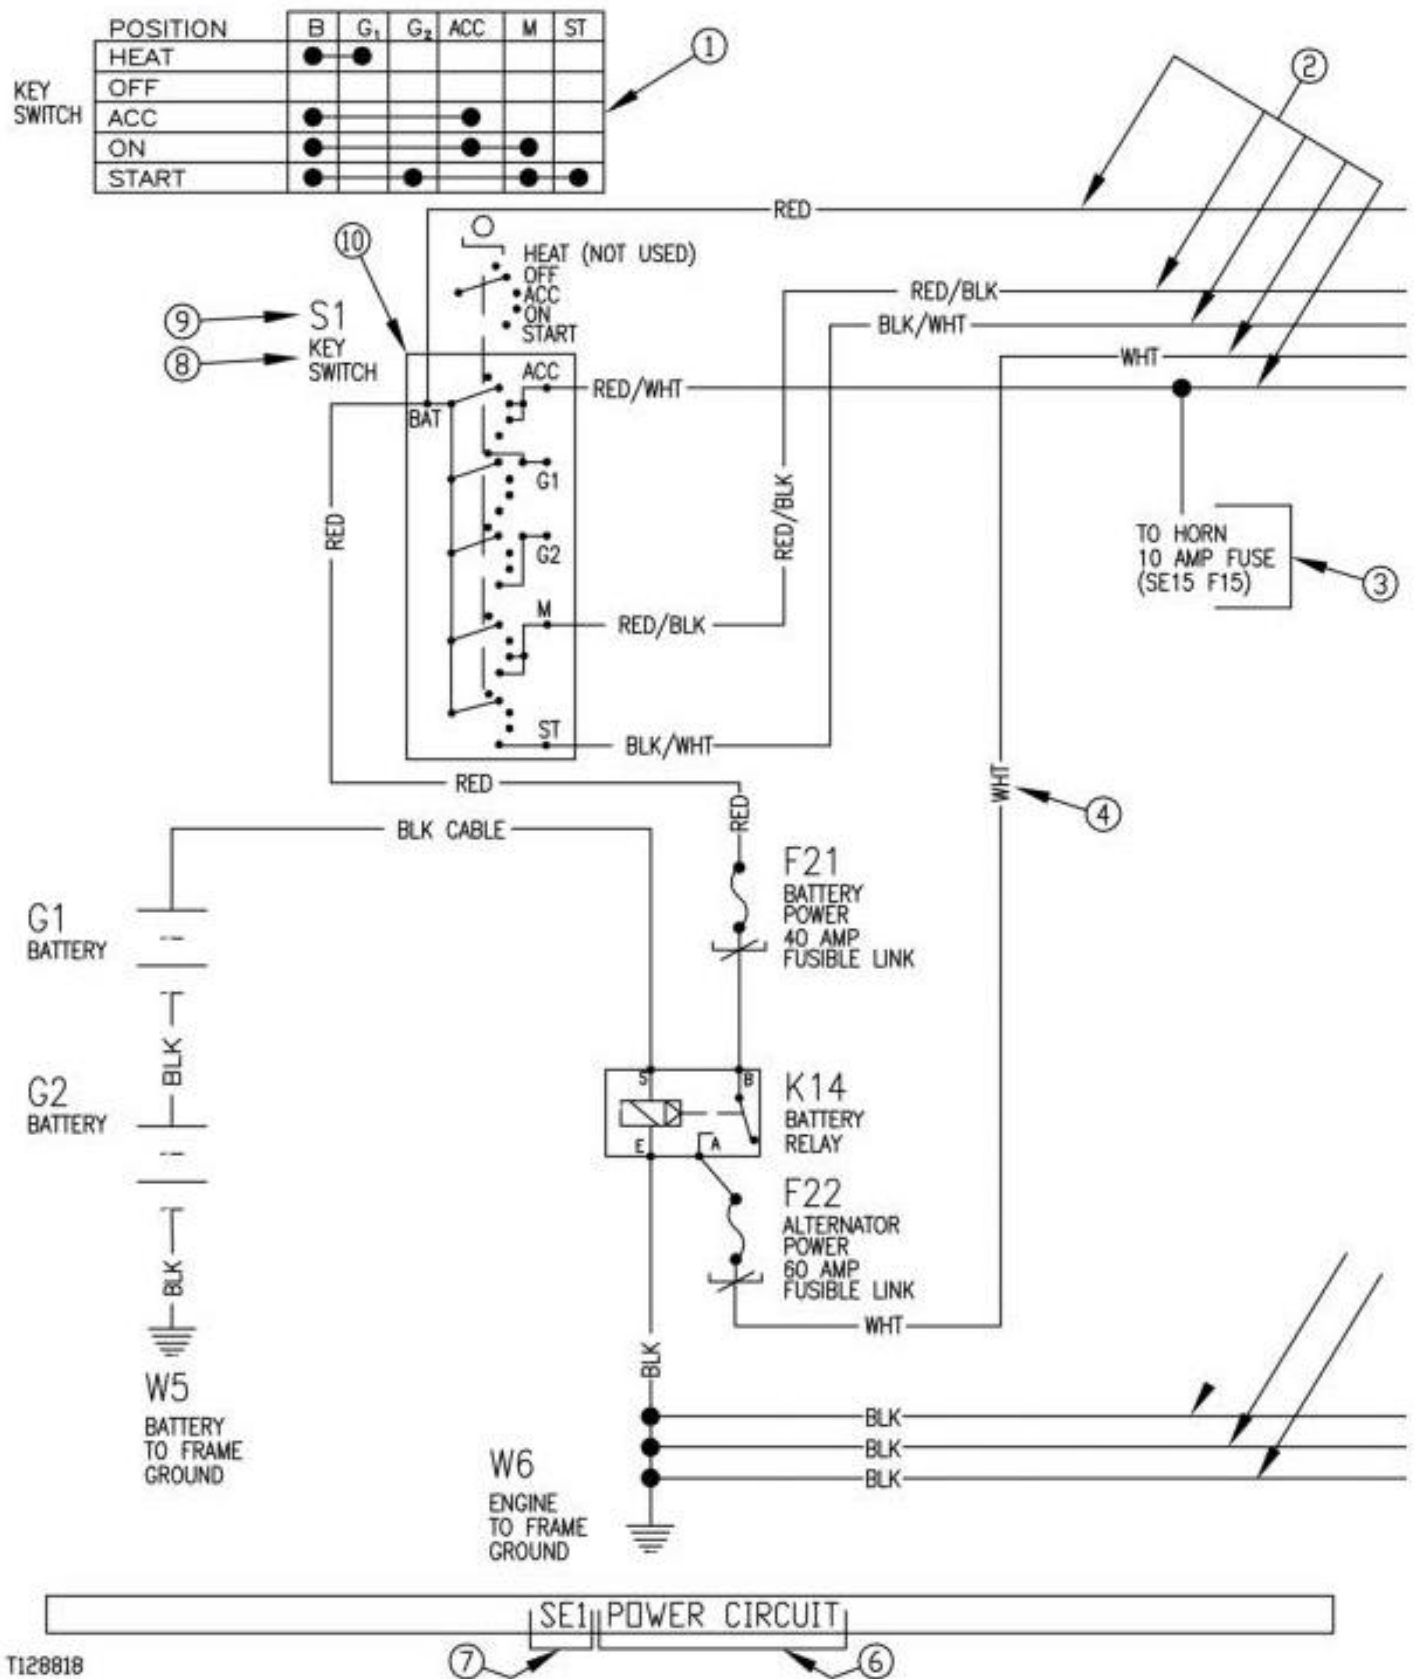 POSITION B G₁ G₂ ACC M ST
HEAT
OFF
ACC
ON
START
KEY
SWITCH
1
2
RED
10
HEAT (NOT USED)
OFF
ACC
ON
START
RED/BLK
BLK/WHT
WHT
9
S1
8
KEY
SWITCH
ACC
RED/WHT
BAT
G1
G2
M
ST
RED
RED/BLK
RED/BLK
BLK/WHT
TO HORN
10 AMP FUSE
(SE15 F15)
3
WHT
4
RED
RED
BLK CABLE
F21
BATTERY
POWER
40 AMP
FUSIBLE LINK
G1
BATTERY
BLK
G2
BATTERY
BLK
S
B
E
A
K14
BATTERY
RELAY
F22
ALTERNATOR
POWER
60 AMP
FUSIBLE LINK
WHT
BLK
W5
BATTERY
TO FRAME
GROUND
BLK
BLK
BLK
W6
ENGINE
TO FRAME
GROUND
SE1 POWER CIRCUIT
7
6
T128818